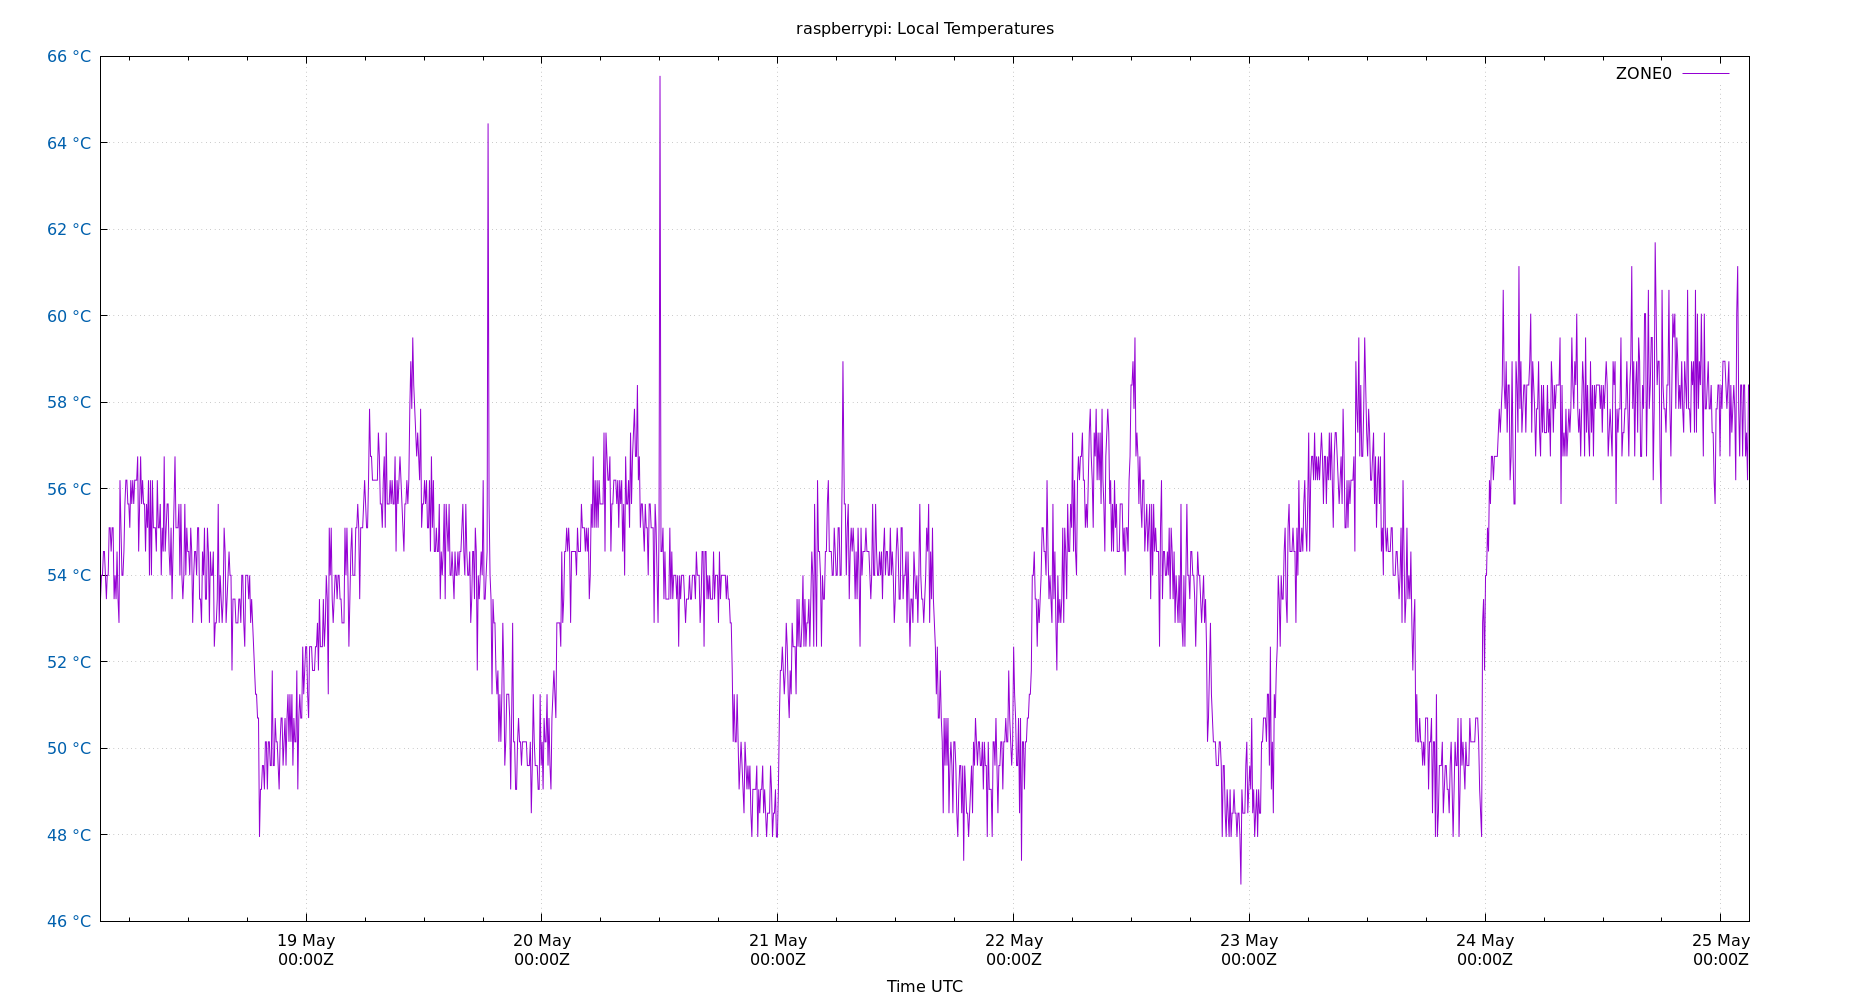 raspberrypi: Local Temperatures
66 °C
ZONE0
64 °C
62 °C
60 °C
58 °C
56 °C
54 °C
52 °C
50 °C
48 °C
46 °C
19 May 20 May 21 May 22 May 23 May 24 May 25 May
00:00Z 00:00Z 00:00Z 00:00Z 00:00Z 00:00Z 00:00Z
Time UTC